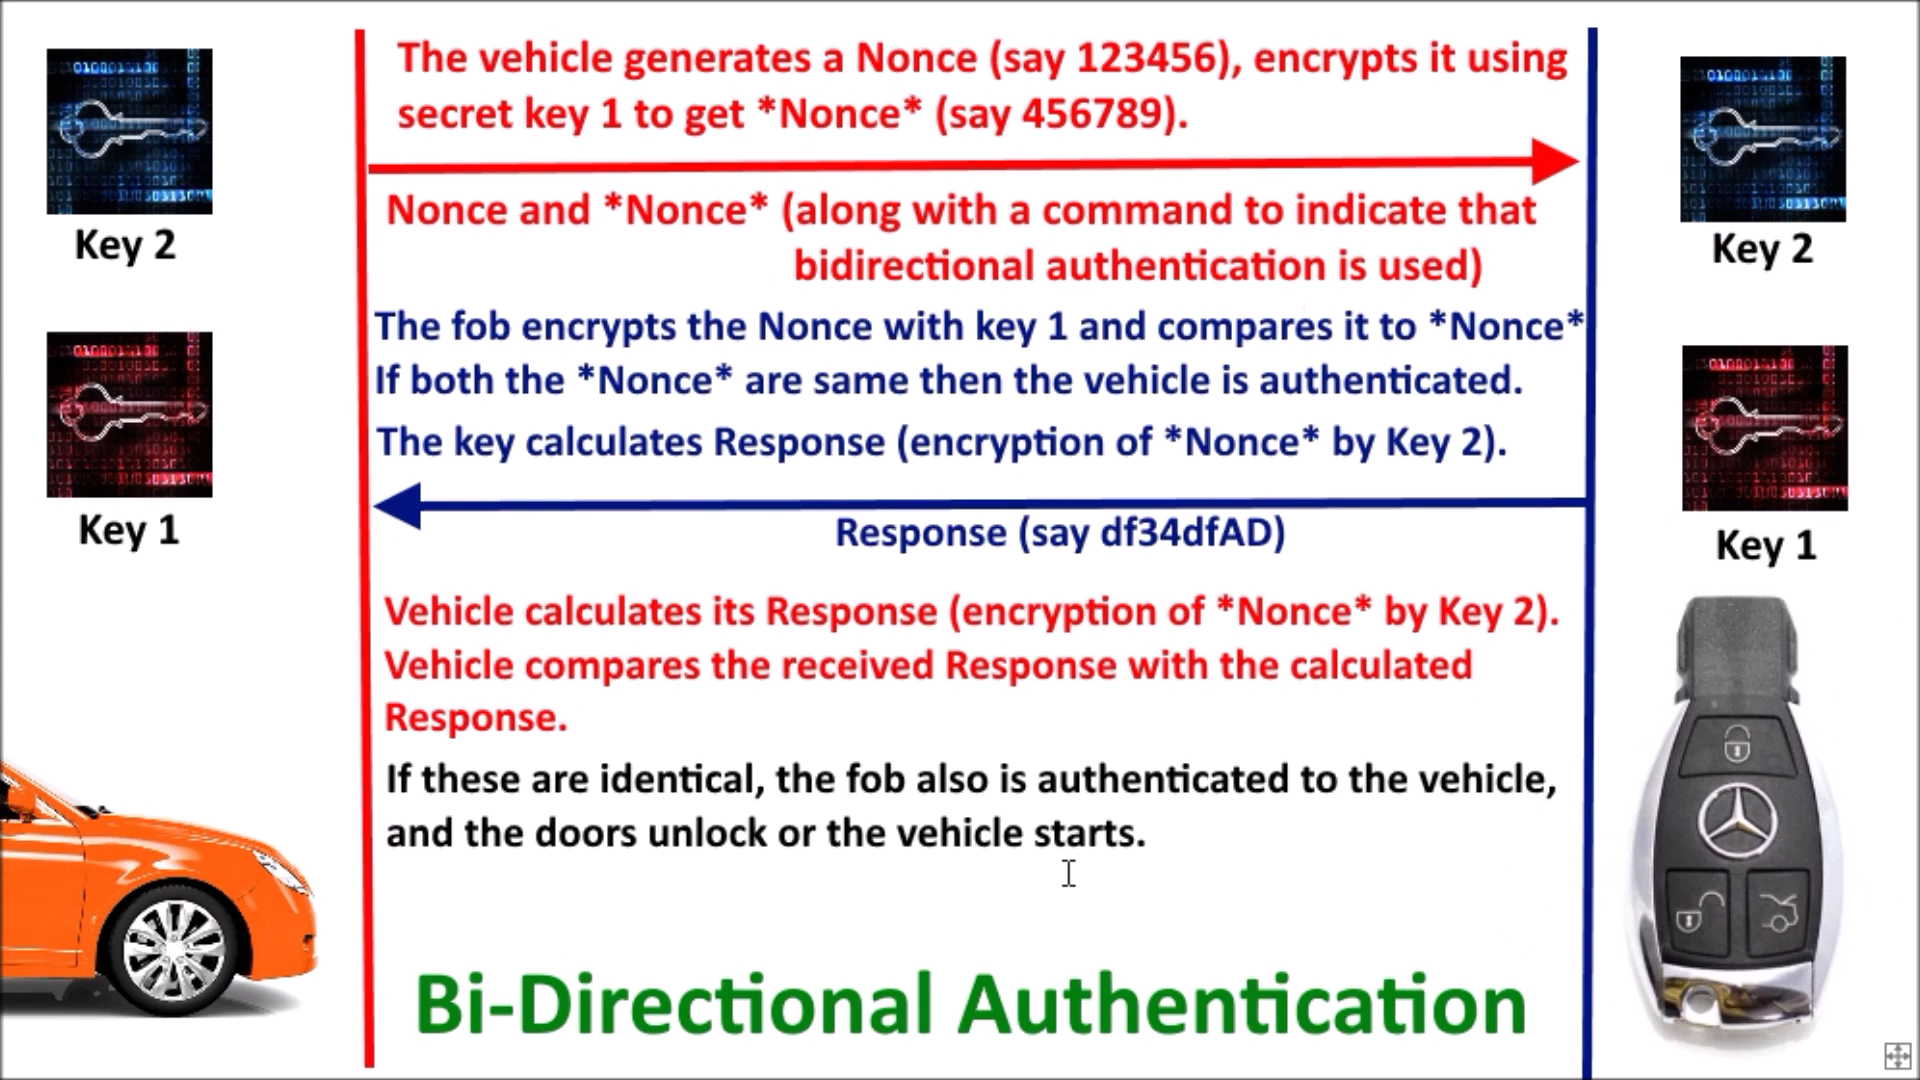 The vehicle generates a Nonce (say 123456), encrypts it using
secret key 1 to get *Nonce* (say 456789).
Key 2
Key 2
Nonce and *Nonce* (along with a command to indicate that
bidirectional authentication is used)
The fob encrypts the Nonce with key 1 and compares it to *Nonce*
If both the *Nonce* are same then the vehicle is authenticated.
The key calculates Response (encryption of *Nonce* by Key 2).
Key 1
Key 1
Response (say df34dfAD)
Vehicle calculates its Response (encryption of *Nonce* by Key 2).
Vehicle compares the received Response with the calculated
Response.
If these are identical, the fob also is authenticated to the vehicle,
and the doors unlock or the vehicle starts.
Bi-Directional Authentication